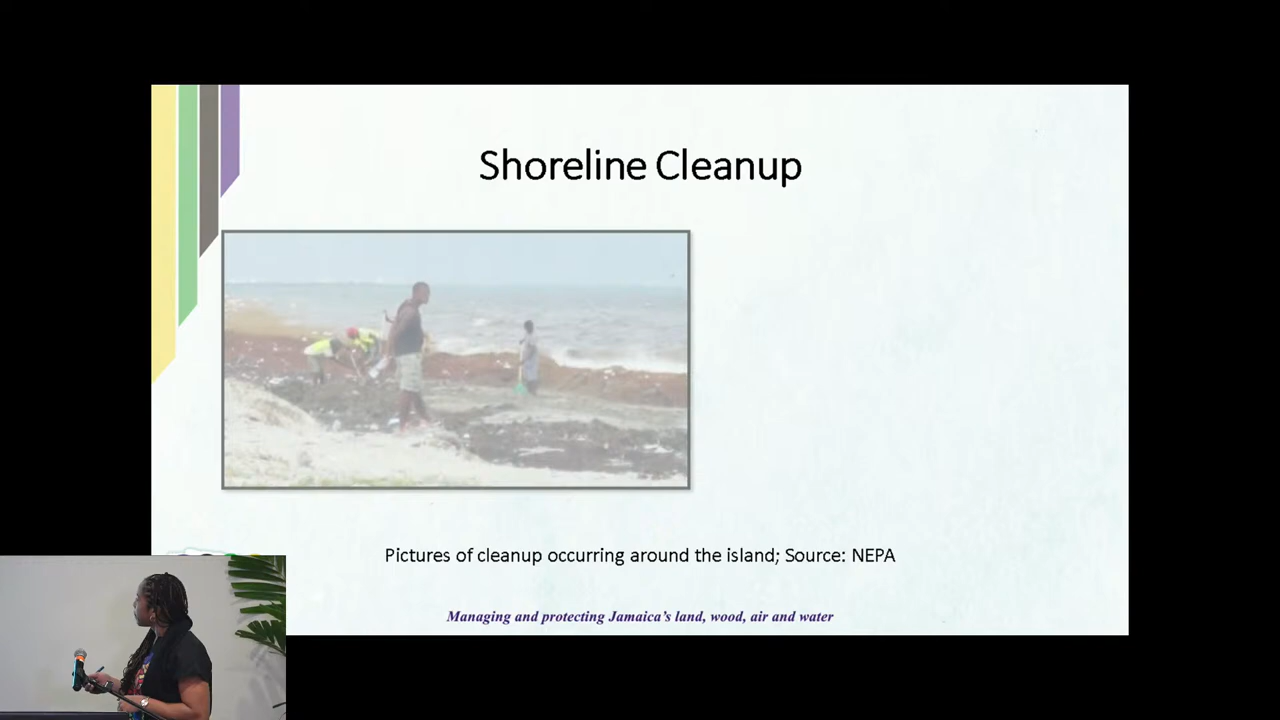 Shoreline Cleanup
Pictures of cleanup occurring around the island; Source: NEPA
Managing and protecting Jamaica's land, wood, air and water